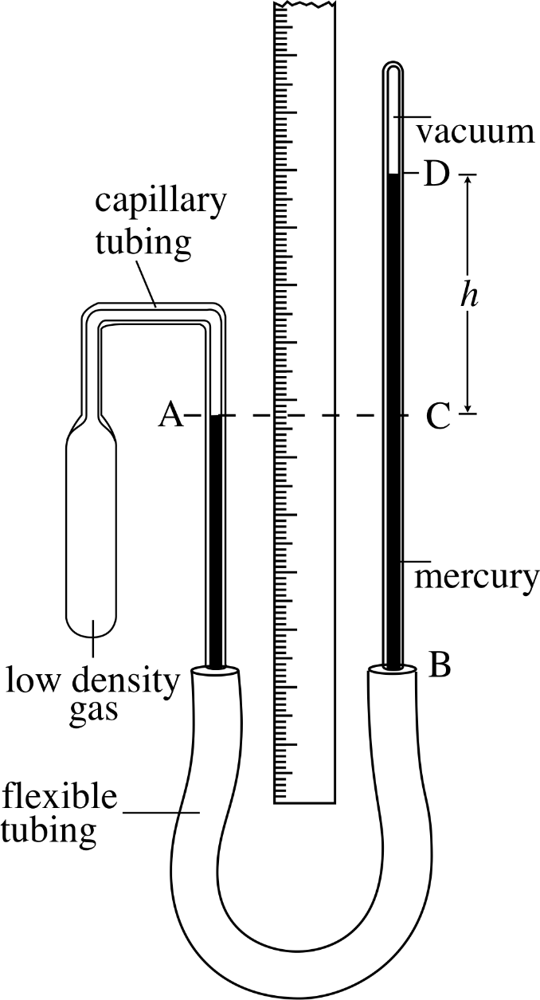 vacuum
D
capillary
tubing
h
A
C
mercury
B
low density
gas
flexible
tubing